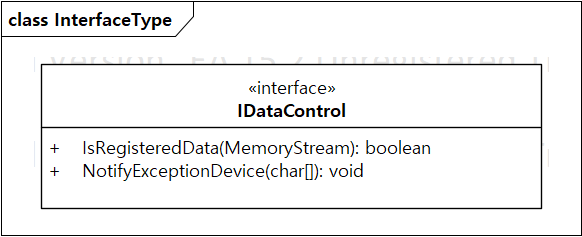 class InterfaceType
«interface»
IDataControl
+ IsRegisteredData(MemoryStream): boolean
+ NotifyExceptionDevice(char[]): void